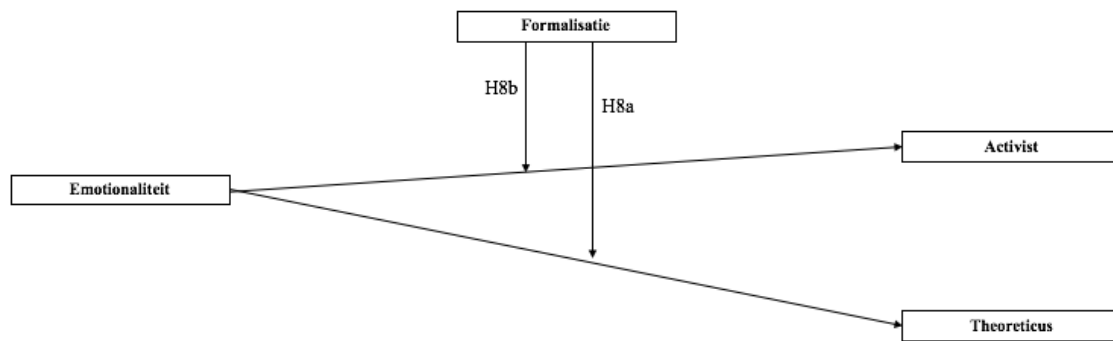 Formalisatie
H8b
H8a
Activist
Emotionaliteit
Theoreticus